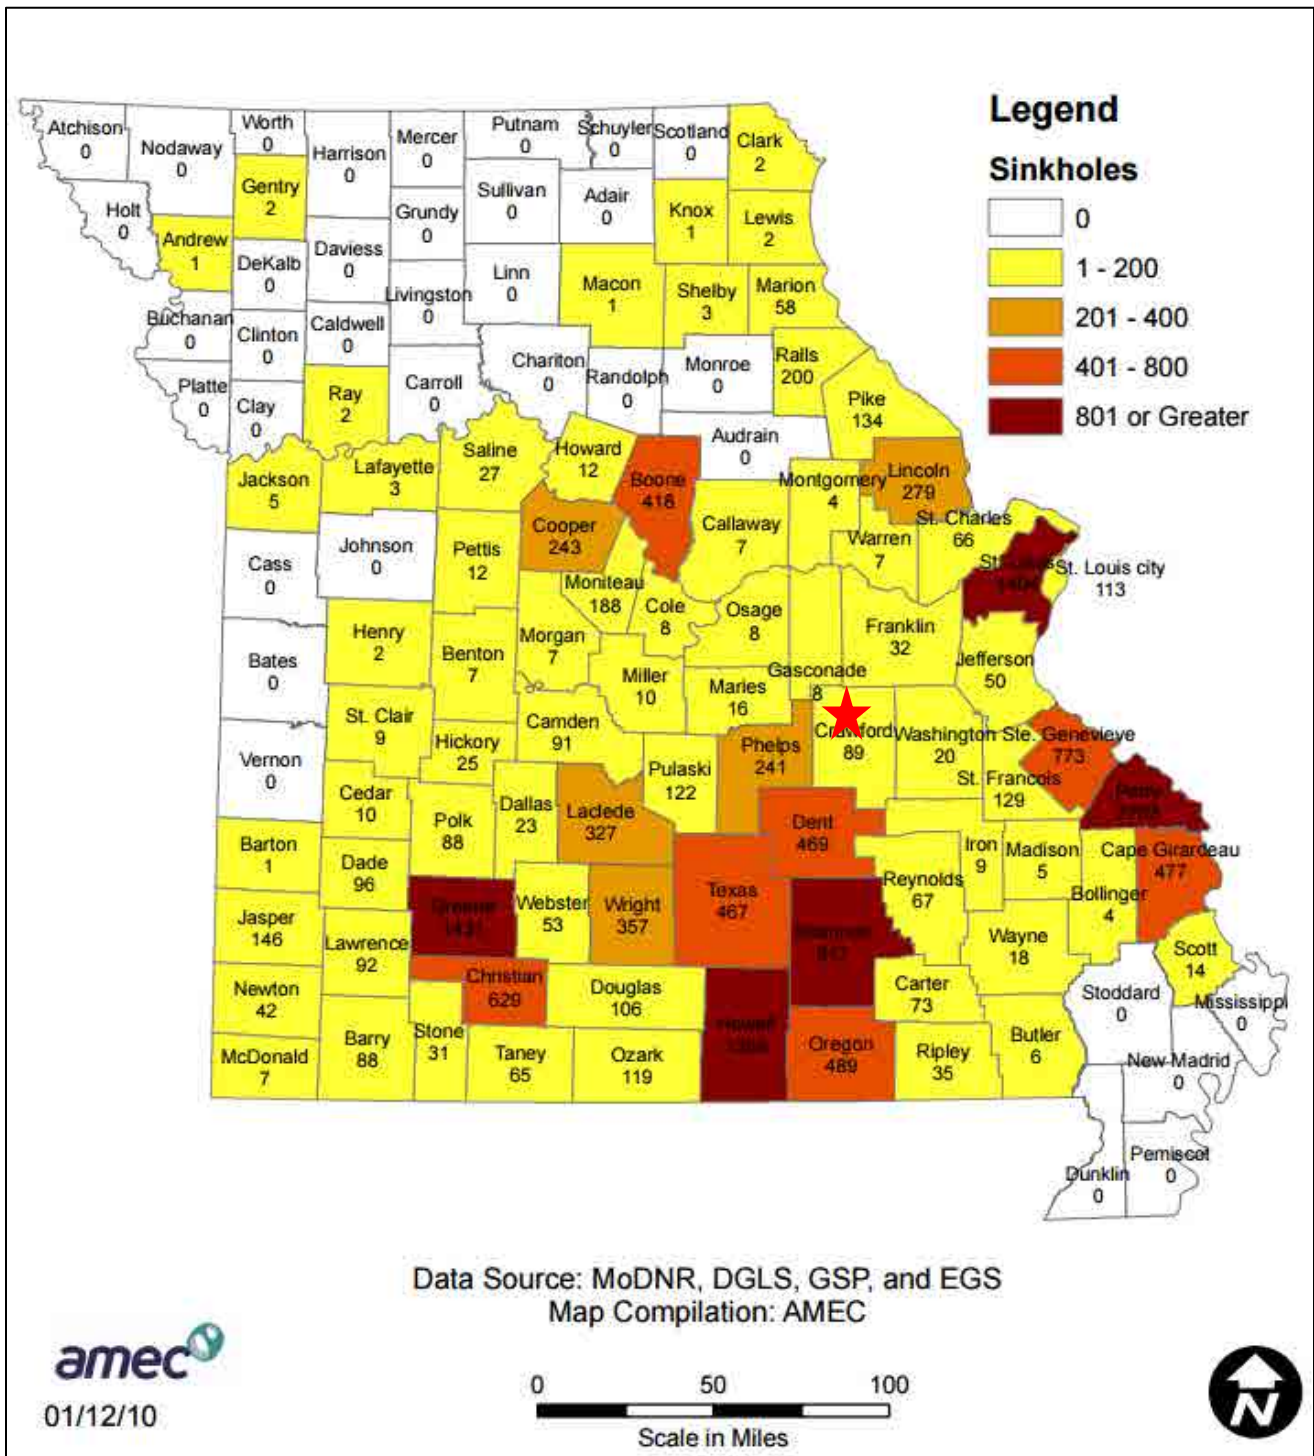 Legend
Sinkholes
0
1 - 200
201 - 400
401 - 800
801 or Greater
Atchison
0
Nodaway
0
Worth
0
Harrison
0
Mercer
0
Putnam
0
Schuyler
0
Scotland
0
Clark
2
Gentry
2
Holt
0
Andrew
1
DeKalb
0
Daviess
0
Grundy
0
Sullivan
0
Adair
0
Knox
1
Lewis
2
Livingston
0
Linn
0
Macon
1
Shelby
3
Marion
58
Buchanan
0
Clinton
0
Caldwell
0
Platte
0
Clay
0
Ray
2
Carroll
0
Chariton
0
Randolph
0
Monroe
0
Ralls
200
Pike
134
Audrain
0
Jackson
5
Lafayette
3
Saline
27
Howard
12
Boone
418
Callaway
7
Montgomery
4
Lincoln
279
St. Charles
66
Warren
7
St. Louis city
113
Cass
0
Johnson
0
Pettis
12
Cooper
243
Moniteau
188
Cole
8
Osage
8
Gasconade
8
Franklin
32
Jefferson
50
Bates
0
Henry
2
Benton
7
Morgan
7
Miller
10
Maries
16
Crawford
89
Washington
20
Ste. Genevieve
773
St. Francois
129
Perry
Vernon
0
St. Clair
9
Hickory
25
Camden
91
Pulaski
122
Phelps
241
Dent
469
Cedar
10
Polk
88
Dallas
23
Laclede
327
Iron
9
Madison
5
Cape Girardeau
477
Bollinger
4
Barton
1
Dade
96
Greene
Webster
53
Wright
357
Texas
467
Shannon
Reynolds
67
Wayne
18
Jasper
146
Lawrence
92
Christian
629
Douglas
106
Howell
Carter
73
Scott
14
Stoddard
0
Mississippi
0
Newton
42
Barry
88
Stone
31
Taney
65
Ozark
119
Oregon
489
Ripley
35
Butler
6
New Madrid
0
McDonald
7
Dunklin
0
Pemiscot
0
Data Source: MoDNR, DGLS, GSP, and EGS
Map Compilation: AMEC
amec
01/12/10
0 50 100
Scale in Miles
N